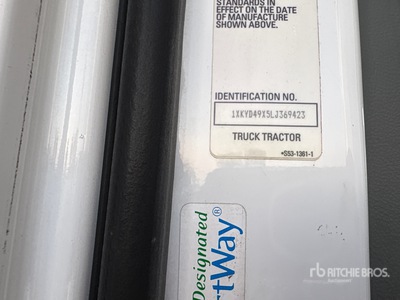 STANDARDS IN
EFFECT ON THE DATE
OF MANUFACTURE
SHOWN ABOVE.
IDENTIFICATION NO.
1XKYD49X5LJ369423
TRUCK TRACTOR
*S53-1361-1
Designated
rtWay®
rb RITCHIE BROS.